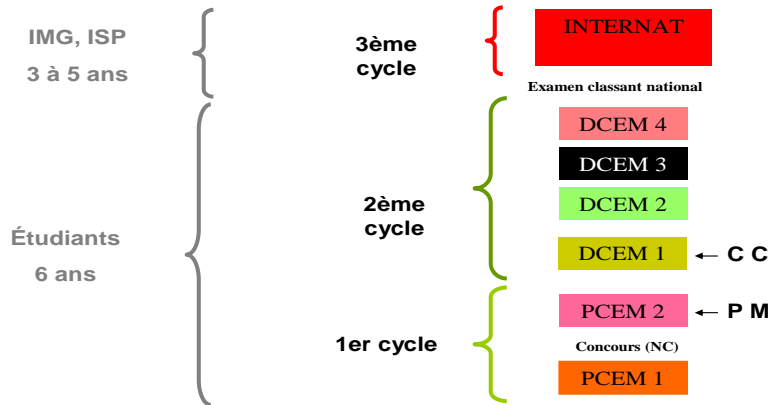 IMG, ISP
3 à 5 ans
3ème
cycle
INTERNAT
Examen classant national
DCEM 4
DCEM 3
DCEM 2
2ème
cycle
Étudiants
6 ans
DCEM 1
← C C
PCEM 2
← P M
1er cycle
Concours (NC)
PCEM 1